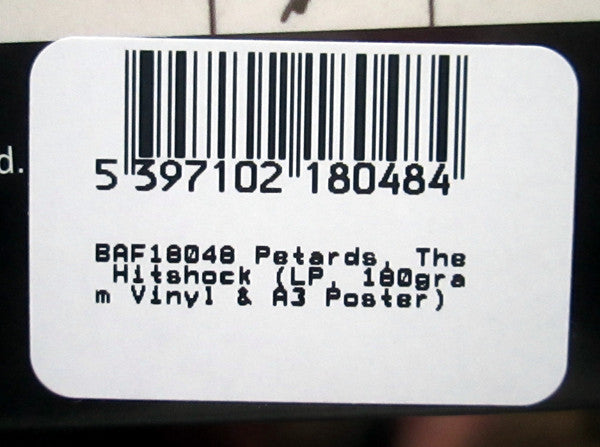 d.
5 397102 180484
BAF18048 Petards, The
Hitshock (LP, 180gra
m Vinyl & A3 Poster)